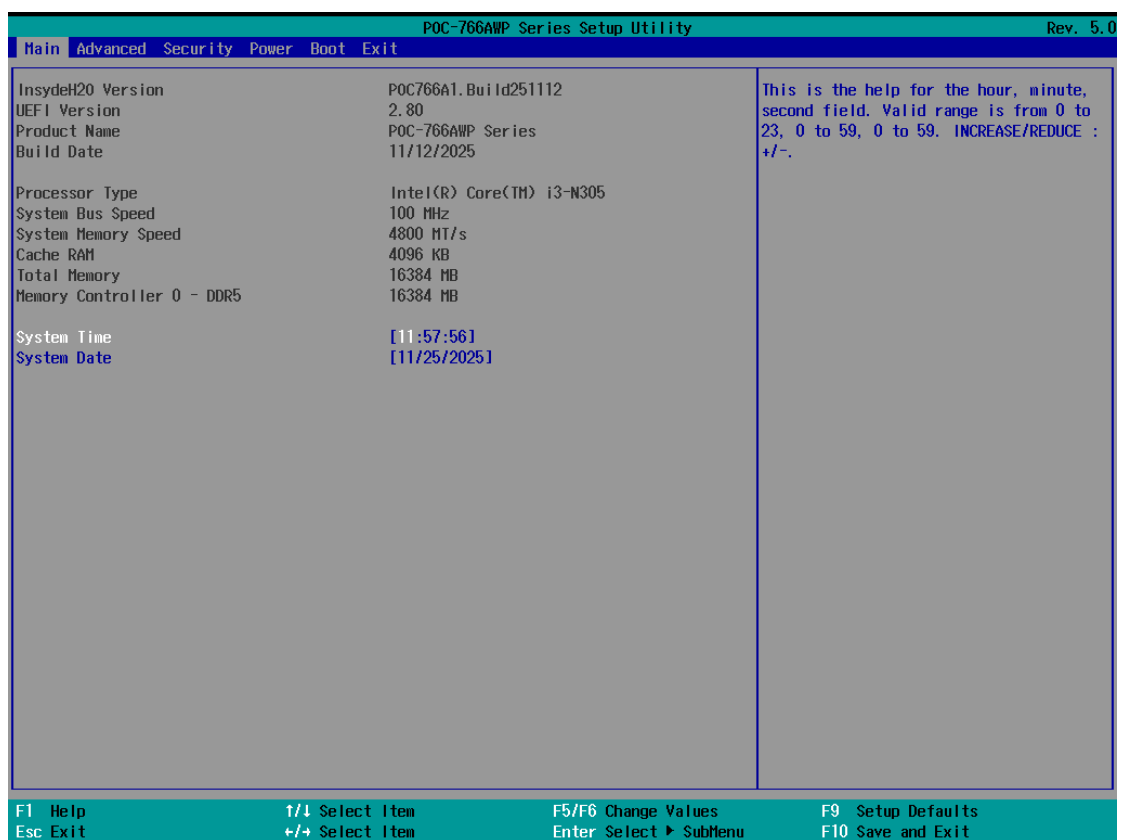 POC-766AWP Series Setup Utility Rev. 5.0
Main Advanced Security Power Boot Exit
InsydeH2O Version POC766A1.Build251112
UEFI Version 2.80
Product Name POC-766AWP Series
Build Date 11/12/2025
Processor Type Intel(R) Core(TM) i3-N305
System Bus Speed 100 MHz
System Memory Speed 4800 MT/s
Cache RAM 4096 KB
Total Memory 16384 MB
Memory Controller 0 - DDR5 16384 MB
System Time [11:57:56]
System Date [11/25/2025]
This is the help for the hour, minute,
second field. Valid range is from 0 to
23, 0 to 59, 0 to 59. INCREASE/REDUCE :
+/-.
F1 Help ↑/↓ Select Item F5/F6 Change Values F9 Setup Defaults
Esc Exit ←/→ Select Item Enter Select ▶ SubMenu F10 Save and Exit